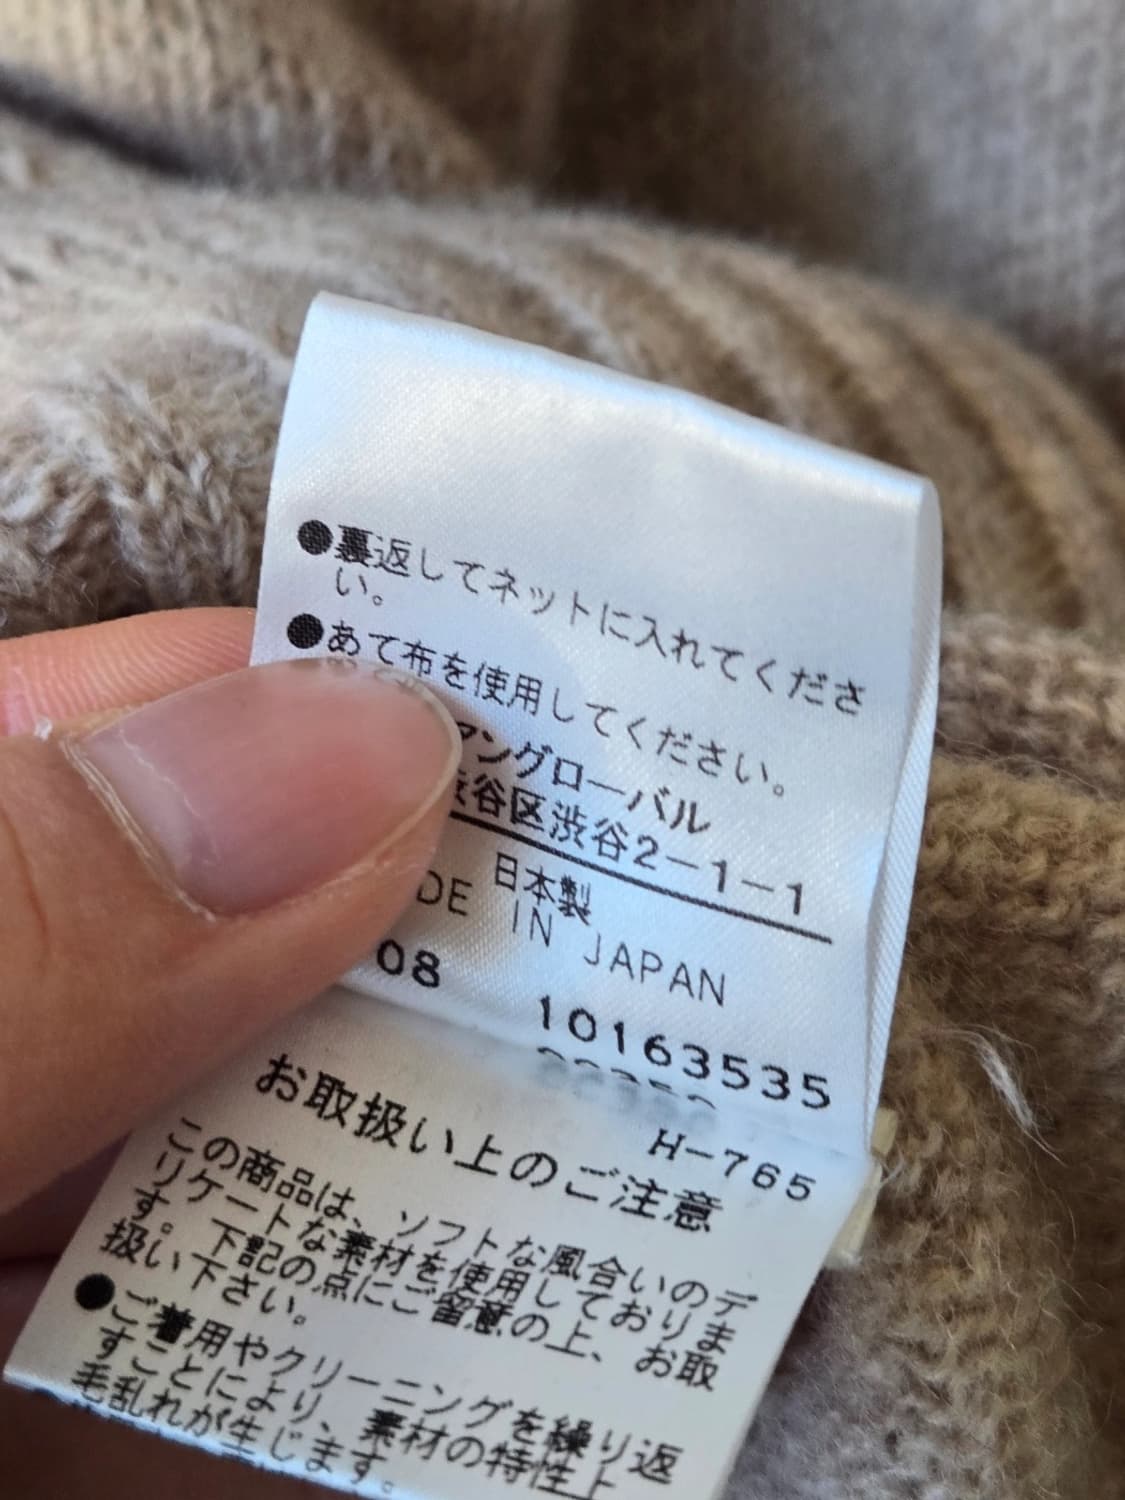 ●裏返してネットに入れてくださ
い。
●あて布を使用してください。
ァングローバル
渋谷区渋谷2-1-1
日本製
DE IN JAPAN
08 10163535
H-765
お取扱い上のご注意
この商品は、ソフトな風合いのデ
リケートな素材を使用しておりま
す。下記の点にご留意の上、お取
扱い下さい。
●ご着用やクリーニングを繰り返
すことにより、素材の特性上
毛乱れが生じます。